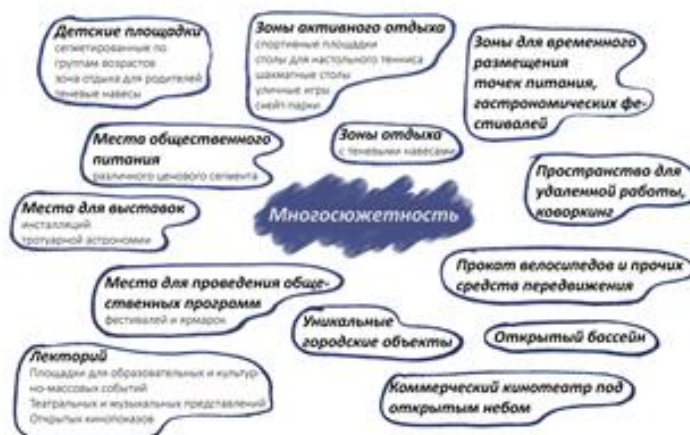 Детские площадки
сегметированные по
группам возрастов
зона отдыха для родителей
теневые навесы
Зоны активного отдыха
спортивные площадки
столы для настольного тенниса
шахматные столы
уличные игры
скейт-парки
Зоны для временного
размещения
точек питания,
гастрономических фе-
стивалей
Места общественного
питания
различного ценового сегмента
Зоны отдыха
с теневыми навесами
Пространство для
удаленной работы,
коворкинг
Места для выставок
инсталляций
тротуарной астрономии
Многосюжетность
Места для проведения обще-
ственных программ
фестивалей и ярмарок
Прокат велосипедов и прочих
средств передвижения
Уникальные
городские объекты
Открытый бассейн
Лекторий
Площадки для образовательных и культур-
но-массовых событий
Театральных и музыкальных представлений
Открытых кинопоказов
Коммерческий кинотеатр под
открытым небом